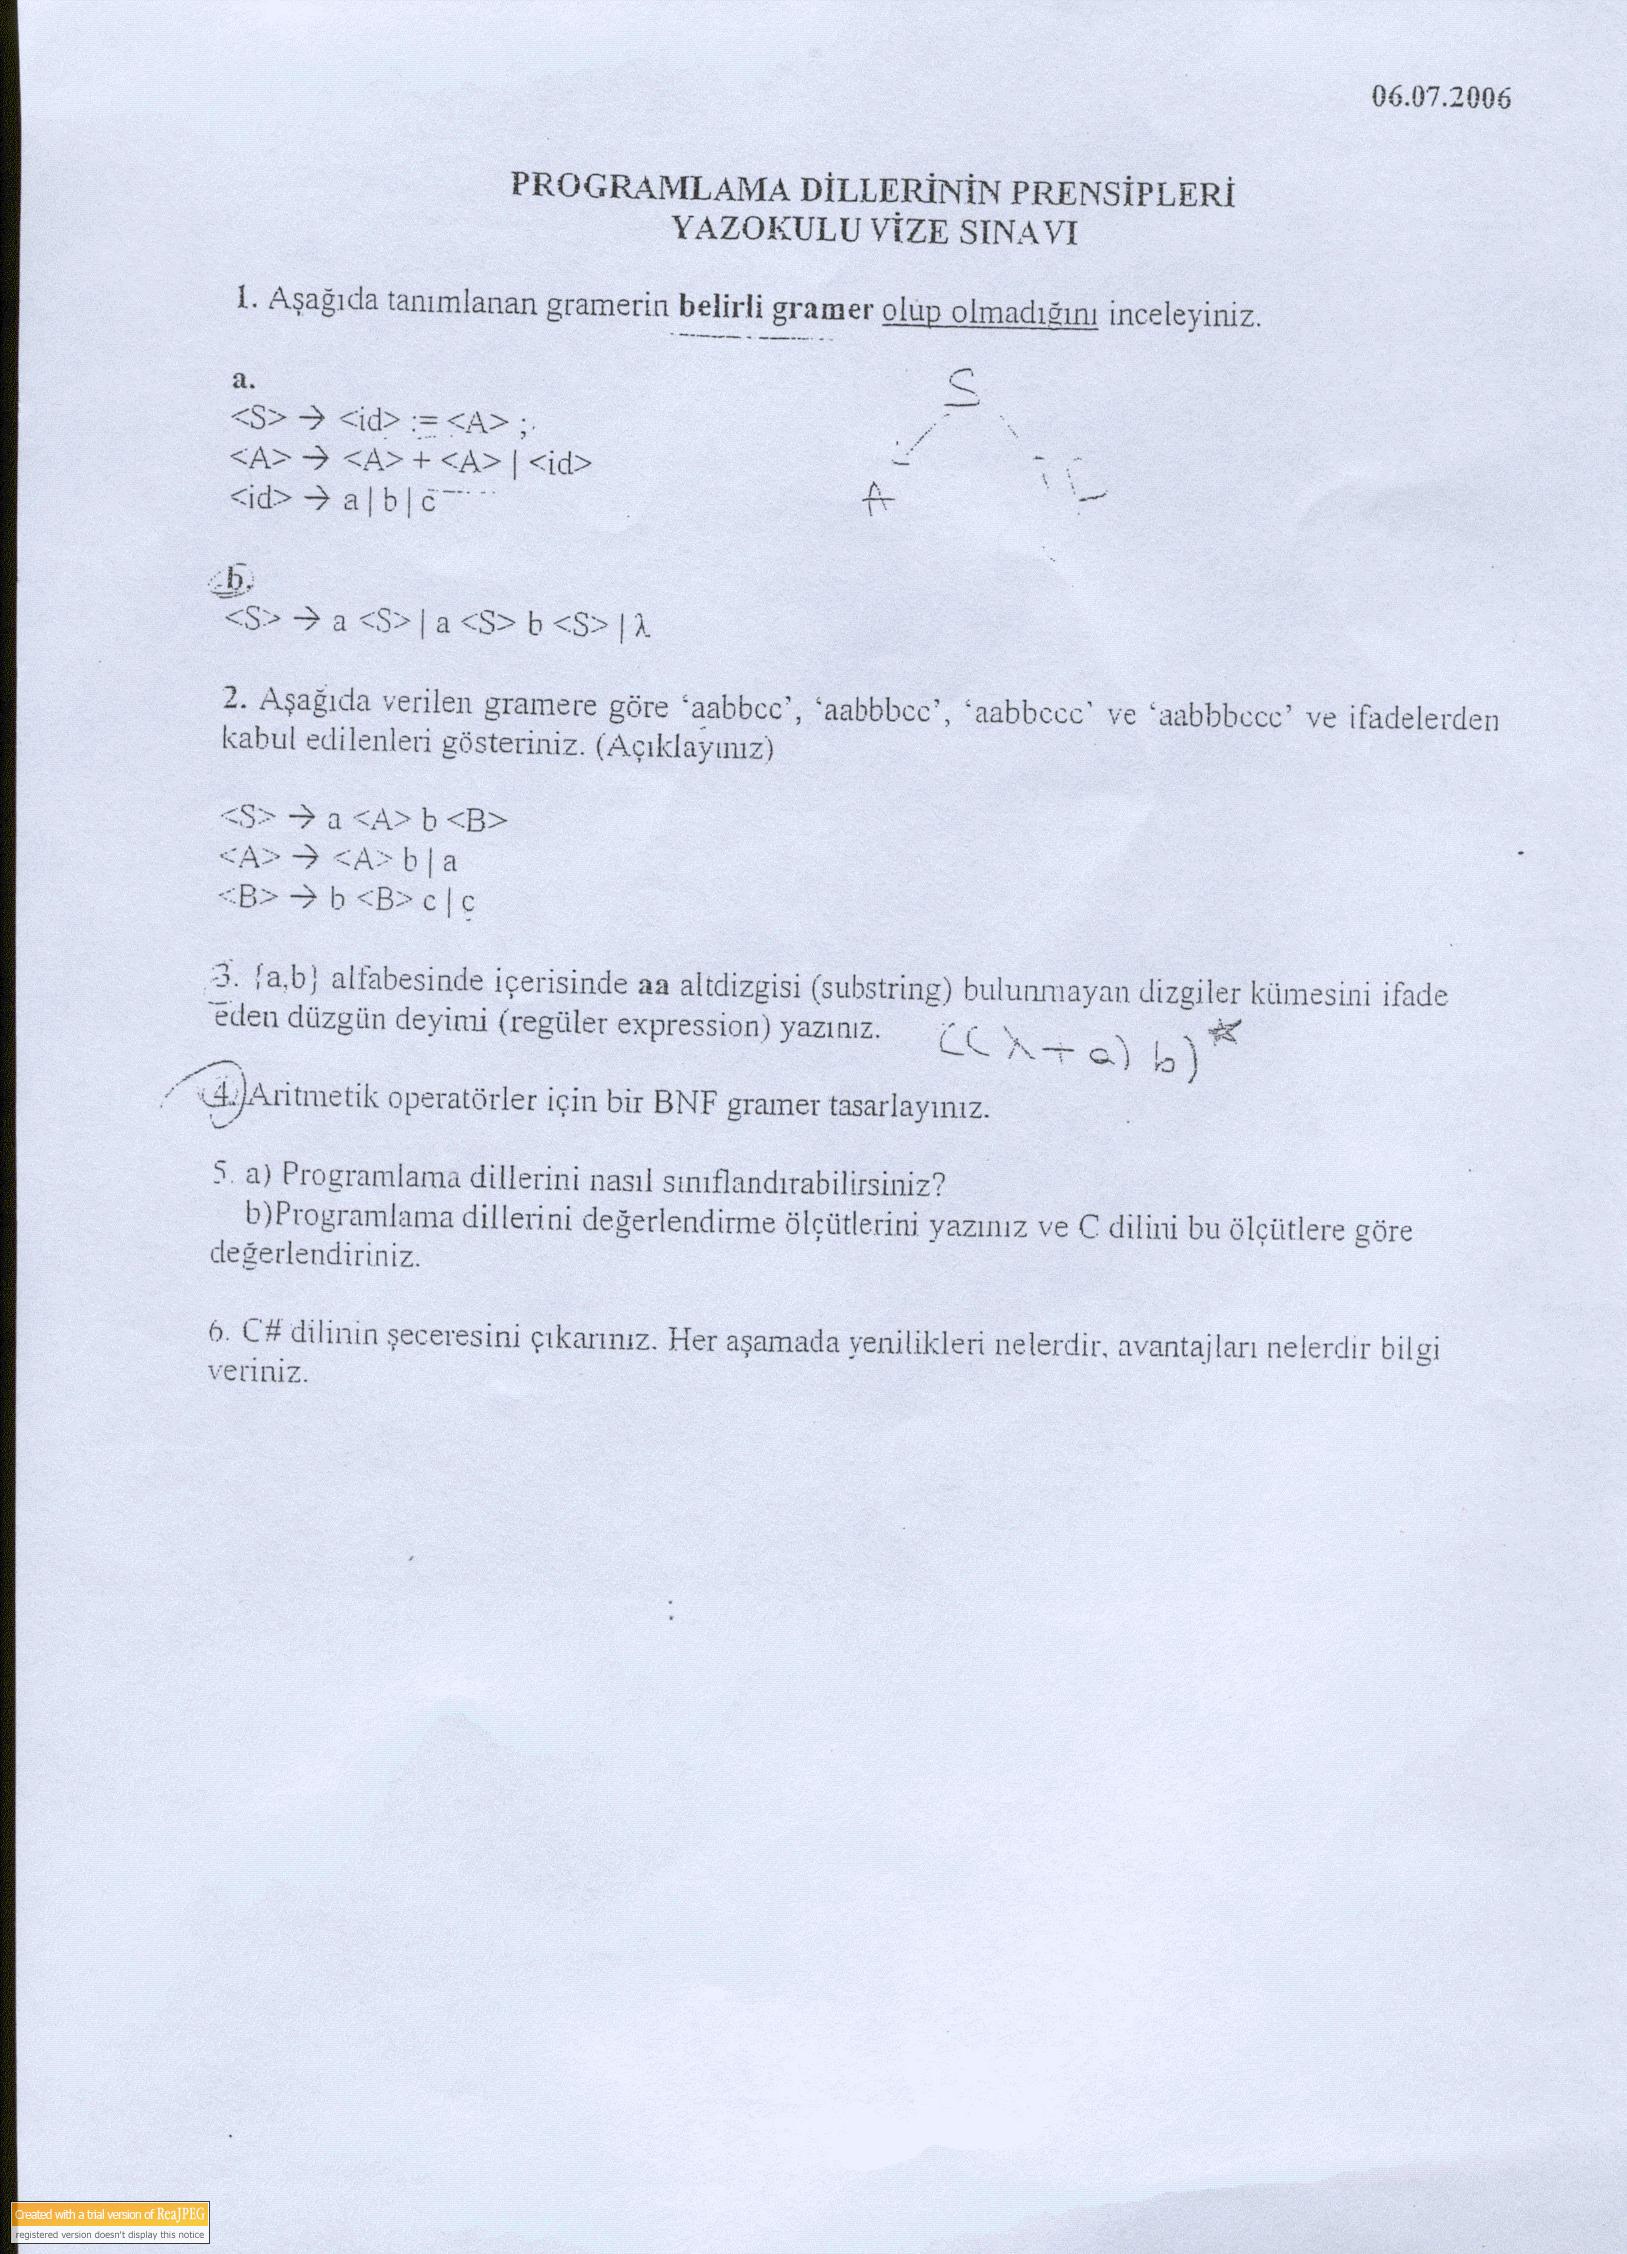 06.07.2006
PROGRAMLAMA DİLLERİNİN PRENSİPLERİ
YAZOKULU VİZE SINAVI
1. Aşağıda tanımlanan gramerin belirli gramer olup olmadığını inceleyiniz.
a.
<S> → <id> := <A> ;
<A> → <A> + <A> | <id>
<id> → a | b | c
S
A
b.
<S> → a <S> | a <S> b <S> | λ
2. Aşağıda verilen gramere göre ‘aabbcc’, ‘aabbbcc’, ‘aabbccc’ ve ‘aabbbccc’ ve ifadelerden
kabul edilenleri gösteriniz. (Açıklayınız)
<S> → a <A> b <B>
<A> → <A> b | a
<B> → b <B> c | c
3. {a,b} alfabesinde içerisinde aa altdizgisi (substring) bulunmayan dizgiler kümesini ifade
eden düzgün deyimi (regüler expression) yazınız.
((λ+a) b)*
4. Aritmetik operatörler için bir BNF gramer tasarlayınız.
5. a) Programlama dillerini nasıl sınıflandırabilirsiniz?
b)Programlama dillerini değerlendirme ölçütlerini yazınız ve C dilini bu ölçütlere göre
değerlendiriniz.
6. C# dilinin şeceresini çıkarınız. Her aşamada yenilikleri nelerdir, avantajları nelerdir bilgi
veriniz.
Created with a trial version of ReaJPEG
registered version doesn't display this notice